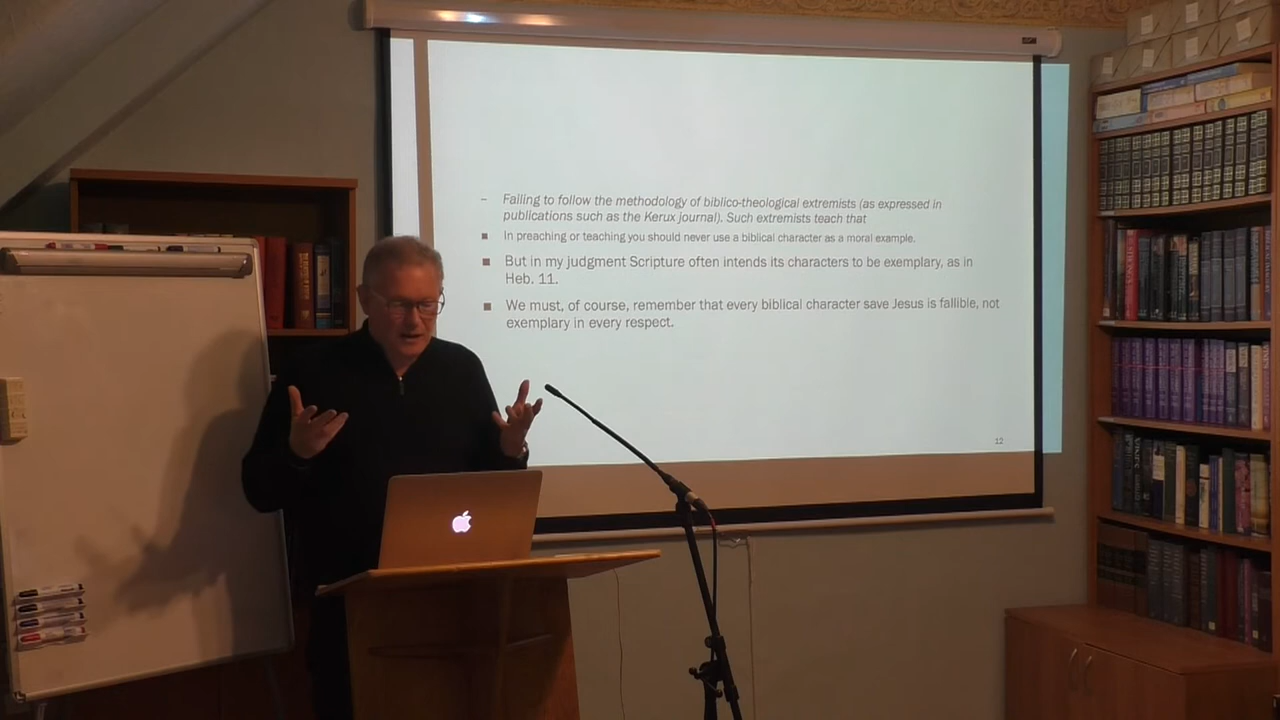 – Failing to follow the methodology of biblico-theological extremists (as expressed in
publications such as the Kerux journal). Such extremists teach that
■ In preaching or teaching you should never use a biblical character as a moral example.
■ But in my judgment Scripture often intends its characters to be exemplary, as in
Heb. 11.
■ We must, of course, remember that every biblical character save Jesus is fallible, not
exemplary in every respect.
12